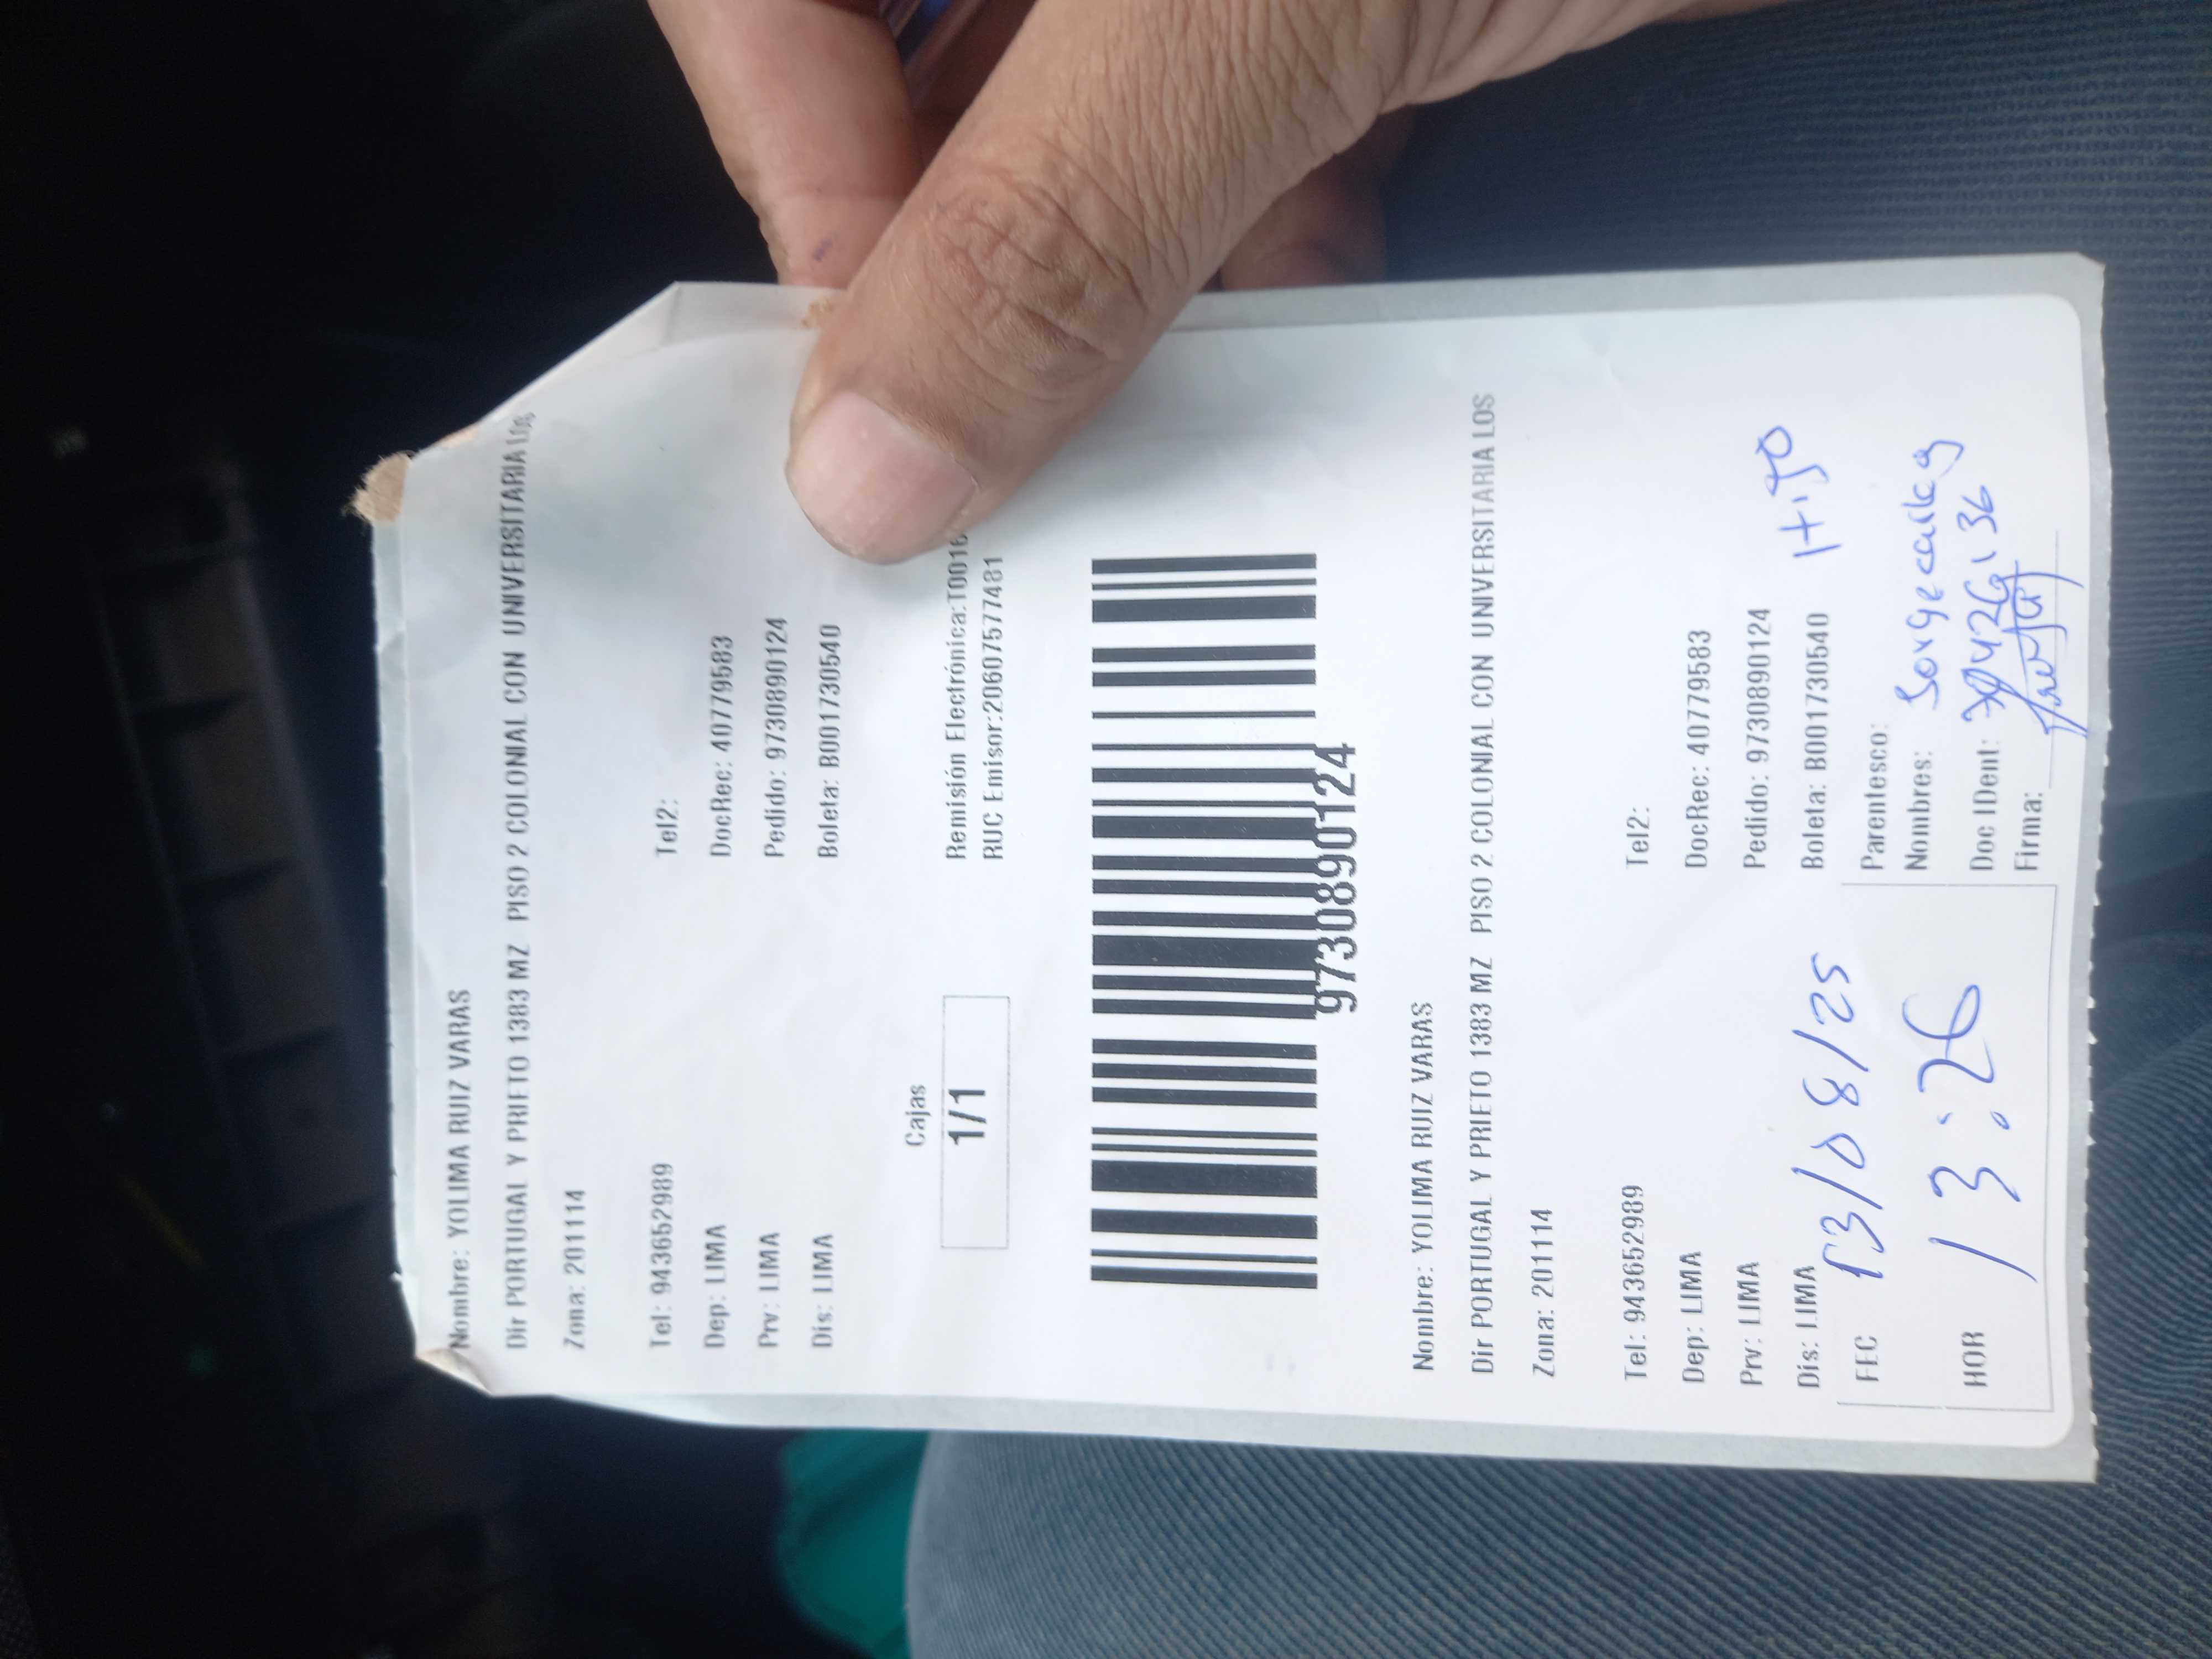 Nombre: YOLIMA RUIZ VARAS
Dir PORTUGAL Y PRIETO 1383 MZ PISO 2 COLONIAL CON UNIVERSITARIA LOS
Zona: 201114
Tel: 943652989 Tel2:
Dep: LIMA DocRec: 40779583
Prv: LIMA Pedido: 9730890124
Dis: LIMA Boleta: B001730540
Cajas
1/1
Remisión Electrónica:T0016
RUC Emisor:20607577481
9730890124
Nombre: YOLIMA RUIZ VARAS
Dir PORTUGAL Y PRIETO 1383 MZ PISO 2 COLONIAL CON UNIVERSITARIA LOS
Zona: 201114
Tel: 943652989 Tel2:
Dep: LIMA DocRec: 40779583
Prv: LIMA Pedido: 9730890124
Dis: LIMA Boleta: B001730540
FEC 13/08/25
HOR 13:26
Parentesco: HIJO
Nombres:
Doc IDent:
Firma: